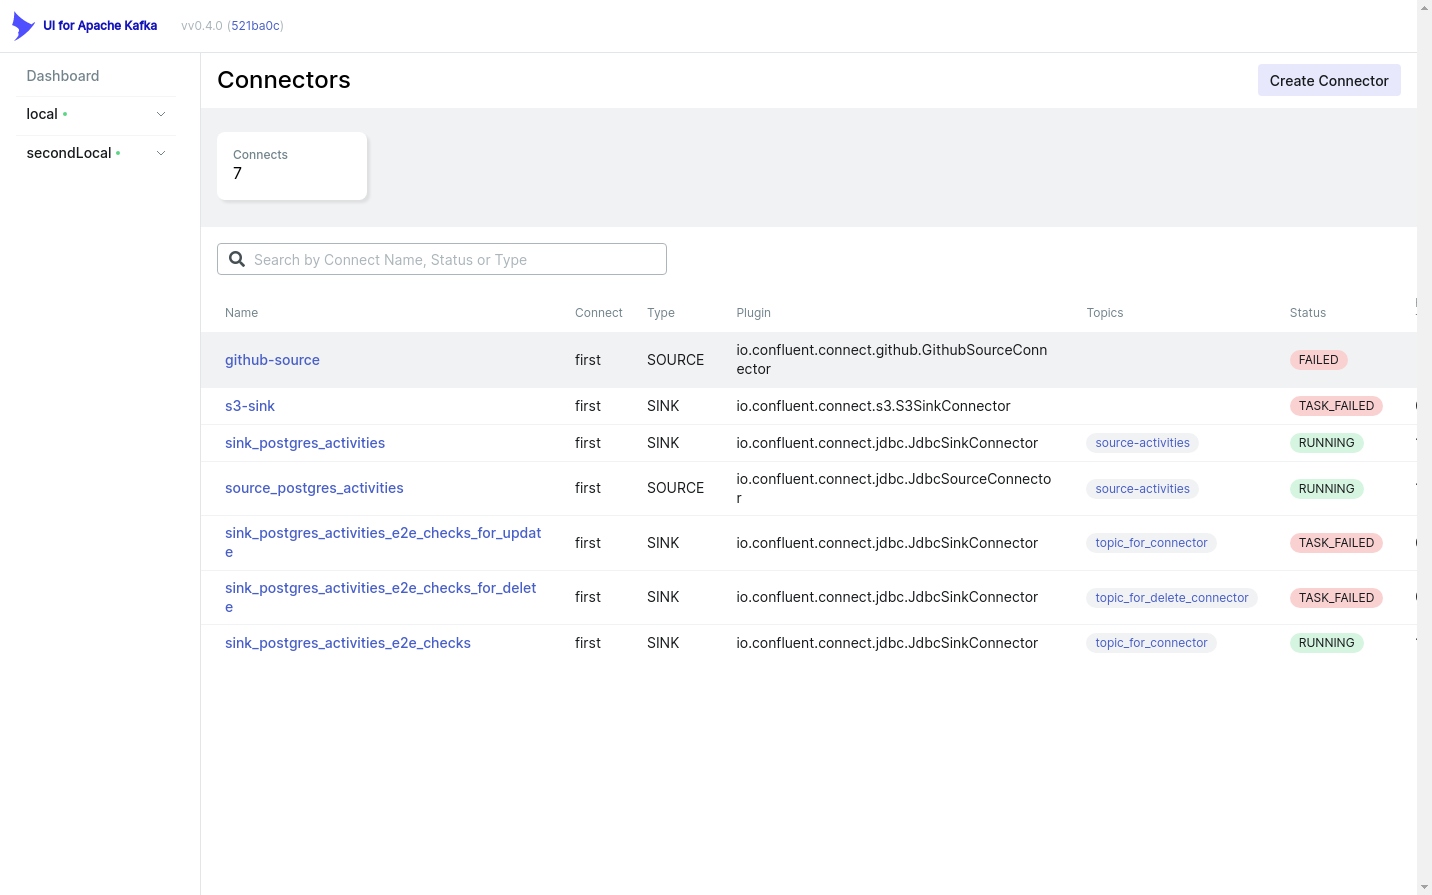 UI for Apache Kafka vv0.4.0 (521ba0c)
Dashboard
local
secondLocal
Connectors
Create Connector
Connects
7
Search by Connect Name, Status or Type
Name Connect Type Plugin Topics Status
github-source first SOURCE io.confluent.connect.github.GithubSourceConn
ector FAILED
s3-sink first SINK io.confluent.connect.s3.S3SinkConnector TASK_FAILED
sink_postgres_activities first SINK io.confluent.connect.jdbc.JdbcSinkConnector source-activities RUNNING
source_postgres_activities first SOURCE io.confluent.connect.jdbc.JdbcSourceConnecto
r source-activities RUNNING
sink_postgres_activities_e2e_checks_for_updat
e first SINK io.confluent.connect.jdbc.JdbcSinkConnector topic_for_connector TASK_FAILED
sink_postgres_activities_e2e_checks_for_delet
e first SINK io.confluent.connect.jdbc.JdbcSinkConnector topic_for_delete_connector TASK_FAILED
sink_postgres_activities_e2e_checks first SINK io.confluent.connect.jdbc.JdbcSinkConnector topic_for_connector RUNNING